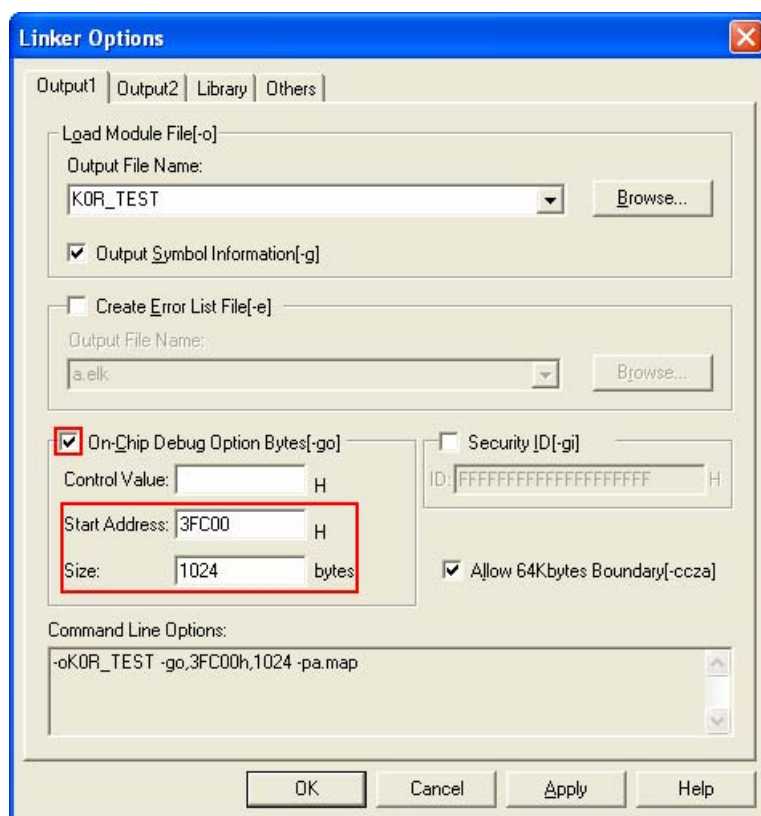 Linker Options
Output1 Output2 Library Others
Load Module File[-o]
Output File Name:
K0R_TEST
Browse...
Output Symbol Information[-g]
Create Error List File[-e]
Output File Name:
a.elk
Browse...
On-Chip Debug Option Bytes[-go]
Control Value: H
Start Address: 3FC00 H
Size: 1024 bytes
Security ID[-gi]
ID: FFFFFFFFFFFFFFFFFFFF H
Allow 64Kbytes Boundary[-ccza]
Command Line Options:
-oK0R_TEST -go,3FC00h,1024 -pa.map
OK Cancel Apply Help